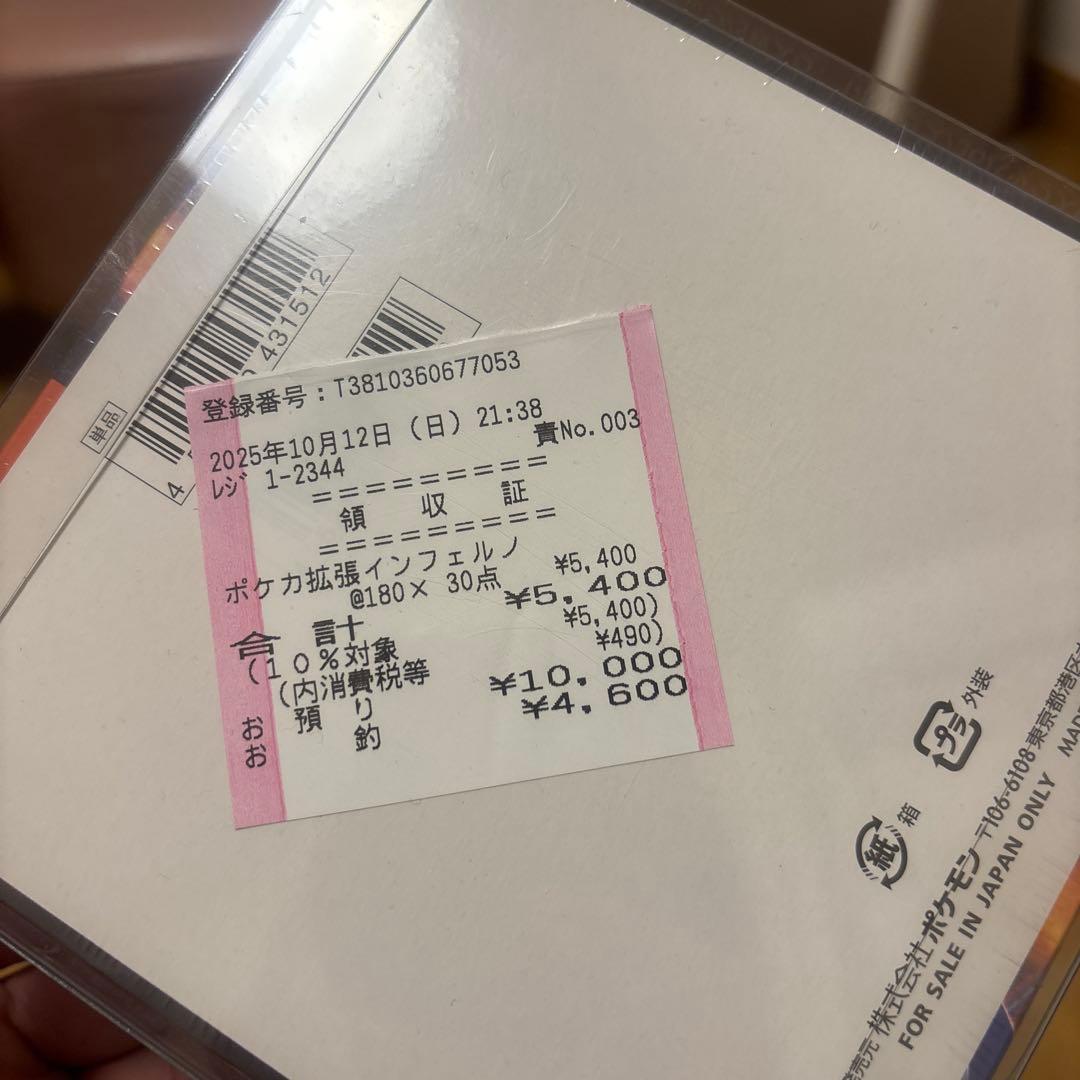 登録番号：T3810360677053
2025年10月12日（日）21:38
ﾚｼﾞ 1-2344 責No.003
=========
領 収 証
=========
ポケカ拡張インフェルノ ¥5,400
@180× 30点
合 計 ¥5,400
(10%対象 ¥5,400)
(内消費税等 ¥490)
お 預 り ¥10,000
お 釣 ¥4,600
単品
4
431512
プラ 外装
紙 箱
株式会社ポケモン 〒106-6108 東京都港区
FOR SALE IN JAPAN ONLY